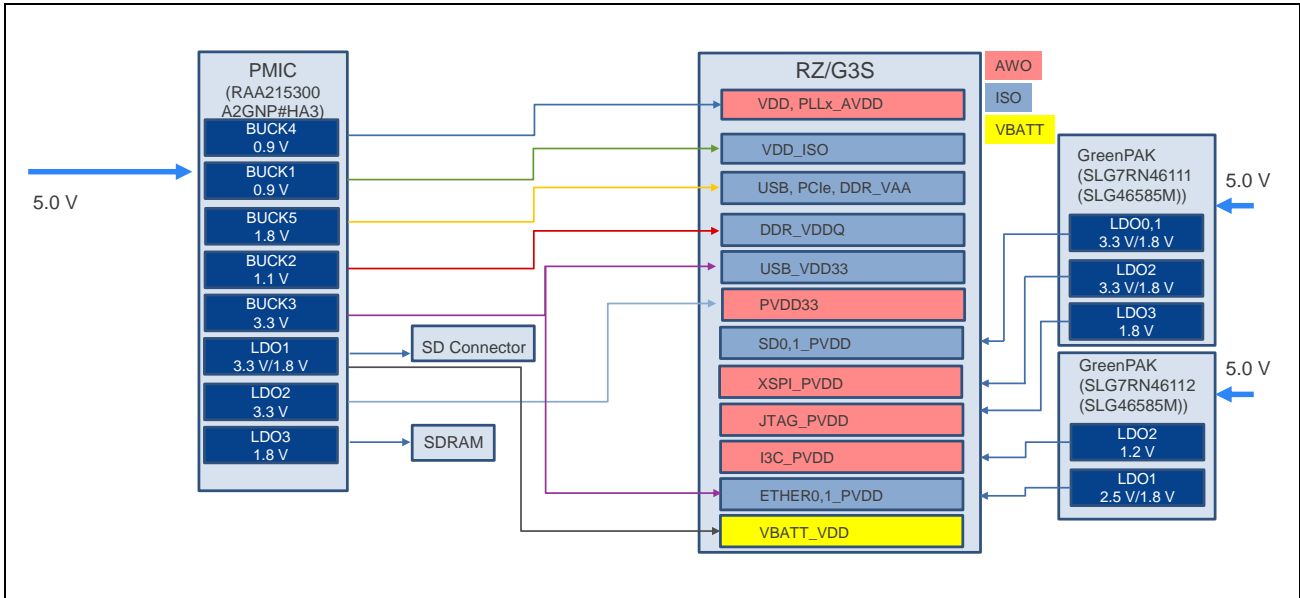 PMIC
(RAA215300
A2GNP#HA3)
BUCK4
0.9 V
BUCK1
0.9 V
BUCK5
1.8 V
BUCK2
1.1 V
BUCK3
3.3 V
LDO1
3.3 V/1.8 V
LDO2
3.3 V
LDO3
1.8 V
5.0 V
SD Connector
SDRAM
RZ/G3S
VDD, PLLx_AVDD
VDD_ISO
USB, PCIe, DDR_VAA
DDR_VDDQ
USB_VDD33
PVDD33
SD0,1_PVDD
XSPI_PVDD
JTAG_PVDD
I3C_PVDD
ETHER0,1_PVDD
VBATT_VDD
AWO
ISO
VBATT
GreenPAK
(SLG7RN46111
(SLG46585M))
LDO0,1
3.3 V/1.8 V
LDO2
3.3 V/1.8 V
LDO3
1.8 V
5.0 V
GreenPAK
(SLG7RN46112
(SLG46585M))
LDO2
1.2 V
LDO1
2.5 V/1.8 V
5.0 V